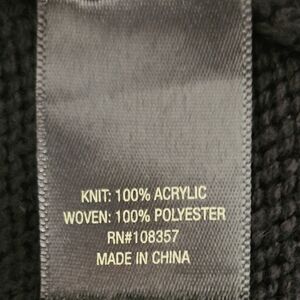 KNIT: 100% ACRYLIC
WOVEN: 100% POLYESTER
RN#108357
MADE IN CHINA